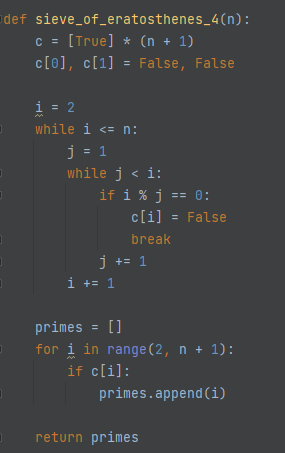 def sieve_of_eratosthenes_4(n):
    c = [True] * (n + 1)
    c[0], c[1] = False, False

    i = 2
    while i <= n:
        j = 1
        while j < i:
            if i % j == 0:
                c[i] = False
                break
            j += 1
        i += 1

    primes = []
    for i in range(2, n + 1):
        if c[i]:
            primes.append(i)

    return primes